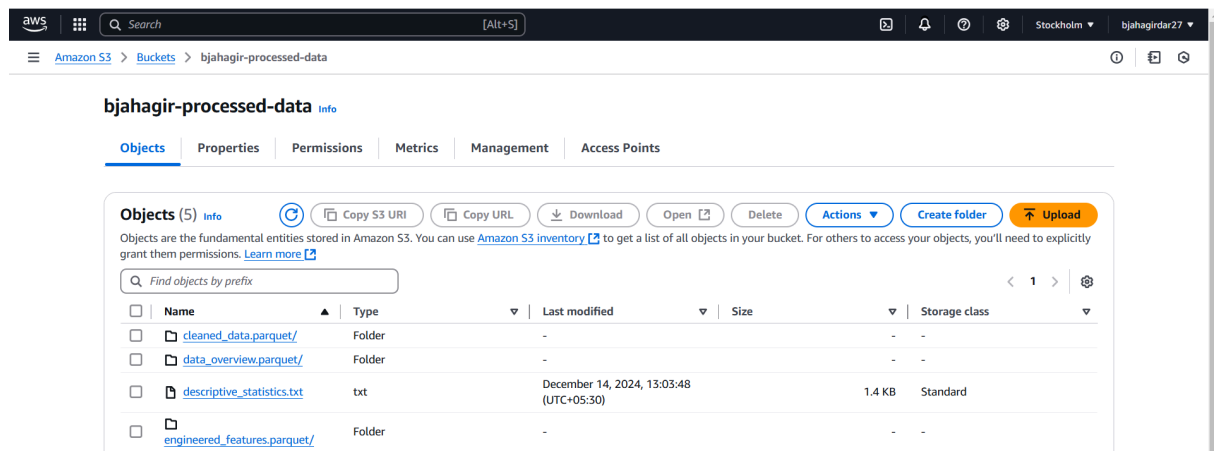 aws Search [Alt+S] Stockholm ▼ bjahagirdar27 ▼
Amazon S3 > Buckets > bjahagir-processed-data
bjahagir-processed-data Info
Objects Properties Permissions Metrics Management Access Points
Objects (5) Info Copy S3 URI Copy URL Download Open Delete Actions ▼ Create folder Upload
Objects are the fundamental entities stored in Amazon S3. You can use Amazon S3 inventory to get a list of all objects in your bucket. For others to access your objects, you'll need to explicitly
grant them permissions. Learn more
Find objects by prefix < 1 >
Name ▲ Type Last modified Size Storage class
cleaned_data.parquet/ Folder - - -
data_overview.parquet/ Folder - - -
descriptive_statistics.txt txt December 14, 2024, 13:03:48 1.4 KB Standard
(UTC+05:30)
engineered_features.parquet/ Folder - - -